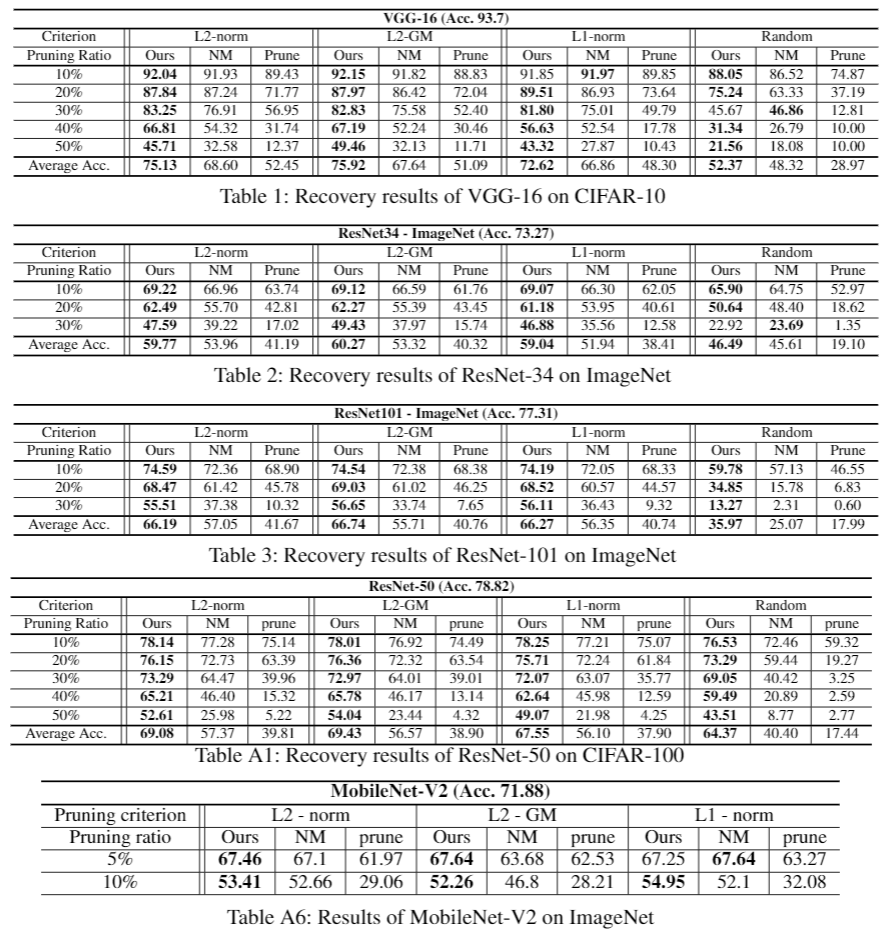 VGG-16 (Acc. 93.7)
Criterion L2-norm L2-GM L1-norm Random
Pruning Ratio Ours NM Prune Ours NM Prune Ours NM Prune Ours NM Prune
10% 92.04 91.93 89.43 92.15 91.82 88.83 91.85 91.97 89.85 88.05 86.52 74.87
20% 87.84 87.24 71.77 87.97 86.42 72.04 89.51 86.93 73.64 75.24 63.33 37.19
30% 83.25 76.91 56.95 82.83 75.58 52.40 81.80 75.01 49.79 45.67 46.86 12.81
40% 66.81 54.32 31.74 67.19 52.24 30.46 56.63 52.54 17.78 31.34 26.79 10.00
50% 45.71 32.58 12.37 49.46 32.13 11.71 43.32 27.87 10.43 21.56 18.08 10.00
Average Acc. 75.13 68.60 52.45 75.92 67.64 51.09 72.62 66.86 48.30 52.37 48.32 28.97
Table 1: Recovery results of VGG-16 on CIFAR-10
ResNet34 - ImageNet (Acc. 73.27)
Criterion L2-norm L2-GM L1-norm Random
Pruning Ratio Ours NM Prune Ours NM Prune Ours NM Prune Ours NM Prune
10% 69.22 66.96 63.74 69.12 66.59 61.76 69.07 66.30 62.05 65.90 64.75 52.97
20% 62.49 55.70 42.81 62.27 55.39 43.45 61.18 53.95 40.61 50.64 48.40 18.62
30% 47.59 39.22 17.02 49.43 37.97 15.74 46.88 35.56 12.58 22.92 23.69 1.35
Average Acc. 59.77 53.96 41.19 60.27 53.32 40.32 59.04 51.94 38.41 46.49 45.61 19.10
Table 2: Recovery results of ResNet-34 on ImageNet
ResNet101 - ImageNet (Acc. 77.31)
Criterion L2-norm L2-GM L1-norm Random
Pruning Ratio Ours NM Prune Ours NM Prune Ours NM Prune Ours NM Prune
10% 74.59 72.36 68.90 74.54 72.38 68.38 74.19 72.05 68.33 59.78 57.13 46.55
20% 68.47 61.42 45.78 69.03 61.02 46.25 68.52 60.57 44.57 34.85 15.78 6.83
30% 55.51 37.38 10.32 56.65 33.74 7.65 56.11 36.43 9.32 13.27 2.31 0.60
Average Acc. 66.19 57.05 41.67 66.74 55.71 40.76 66.27 56.35 40.74 35.97 25.07 17.99
Table 3: Recovery results of ResNet-101 on ImageNet
ResNet-50 (Acc. 78.82)
Criterion L2-norm L2-GM L1-norm Random
Pruning Ratio Ours NM prune Ours NM prune Ours NM prune Ours NM prune
10% 78.14 77.28 75.14 78.01 76.92 74.49 78.25 77.21 75.07 76.53 72.46 59.32
20% 76.15 72.73 63.39 76.36 72.32 63.54 75.71 72.24 61.84 73.29 59.44 19.27
30% 73.29 64.47 39.96 72.97 64.01 39.01 72.07 63.07 35.77 69.05 40.42 3.25
40% 65.21 46.40 15.32 65.78 46.17 13.14 62.64 45.98 12.59 59.49 20.89 2.59
50% 52.61 25.98 5.22 54.04 23.44 4.32 49.07 21.98 4.25 43.51 8.77 2.77
Average Acc. 69.08 57.37 39.81 69.43 56.57 38.90 67.55 56.10 37.90 64.37 40.40 17.44
Table A1: Recovery results of ResNet-50 on CIFAR-100
MobileNet-V2 (Acc. 71.88)
Pruning criterion L2 - norm L2 - GM L1 - norm
Pruning ratio Ours NM prune Ours NM prune Ours NM prune
5% 67.46 67.1 61.97 67.64 63.68 62.53 67.25 67.64 63.27
10% 53.41 52.66 29.06 52.26 46.8 28.21 54.95 52.1 32.08
Table A6: Results of MobileNet-V2 on ImageNet